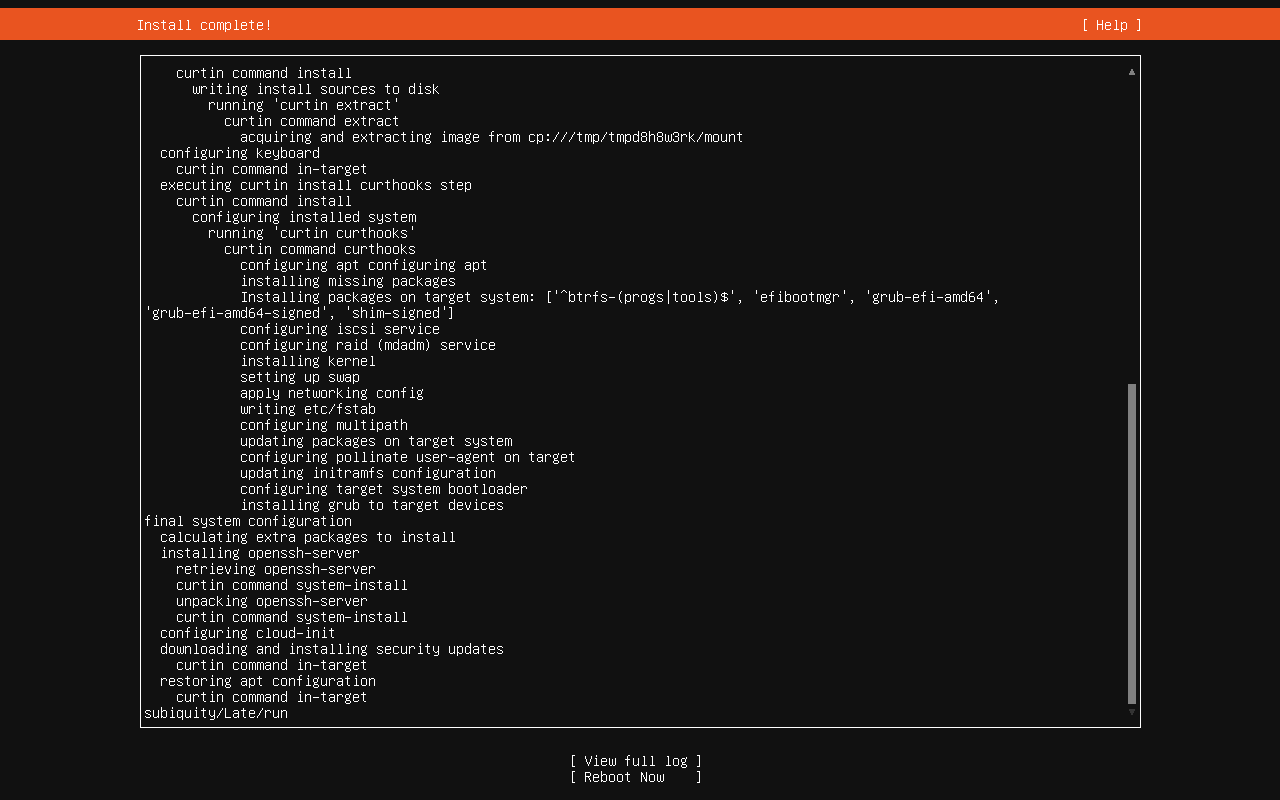 Install complete! [ Help ]
curtin command install
writing install sources to disk
running 'curtin extract'
curtin command extract
acquiring and extracting image from cp:///tmp/tmpd8h8w3rk/mount
configuring keyboard
curtin command in-target
executing curtin install curthooks step
curtin command install
configuring installed system
running 'curtin curthooks'
curtin command curthooks
configuring apt configuring apt
installing missing packages
Installing packages on target system: ['^btrfs-(progs|tools)$', 'efibootmgr', 'grub-efi-amd64',
'grub-efi-amd64-signed', 'shim-signed']
configuring iscsi service
configuring raid (mdadm) service
installing kernel
setting up swap
apply networking config
writing etc/fstab
configuring multipath
updating packages on target system
configuring pollinate user-agent on target
updating initramfs configuration
configuring target system bootloader
installing grub to target devices
final system configuration
calculating extra packages to install
installing openssh-server
retrieving openssh-server
curtin command system-install
unpacking openssh-server
curtin command system-install
configuring cloud-init
downloading and installing security updates
curtin command in-target
restoring apt configuration
curtin command in-target
subiquity/Late/run
[ View full log ]
[ Reboot Now ]